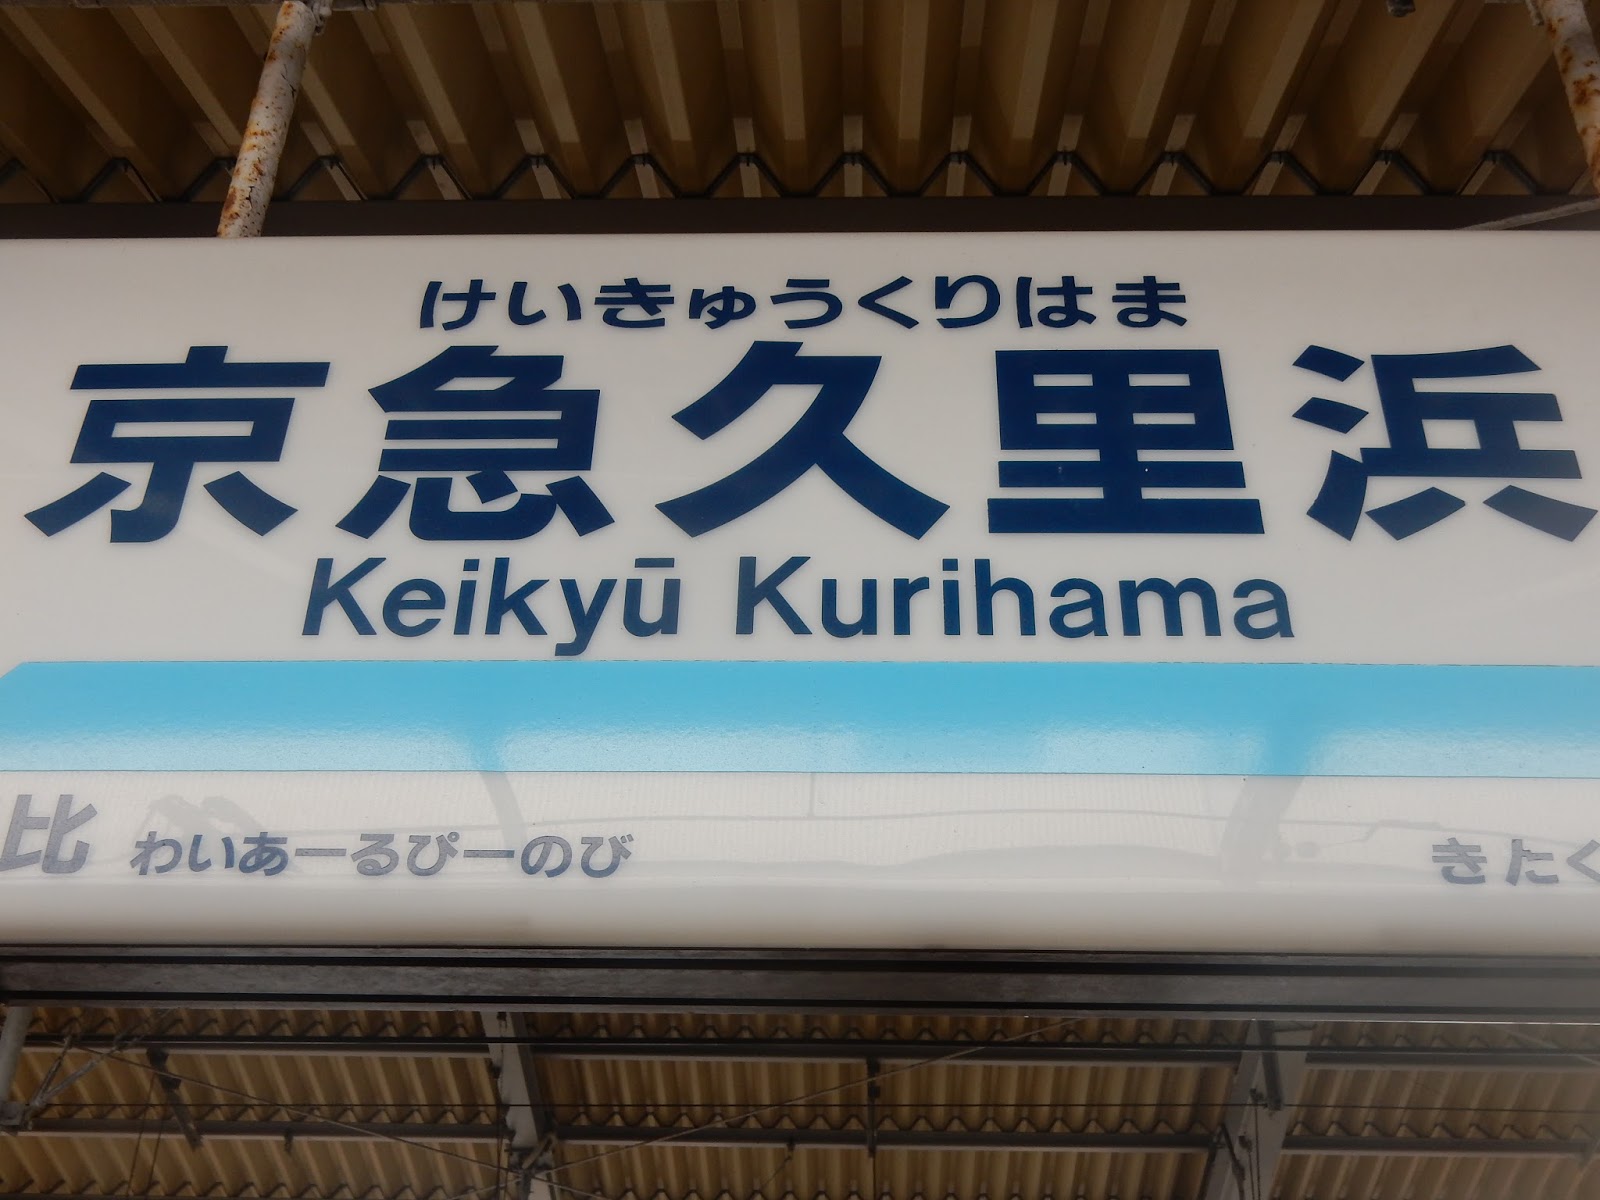 けいきゅうくりはま
京急久里浜
Keikyū Kurihama
比 わいあーるぴーのび きたく